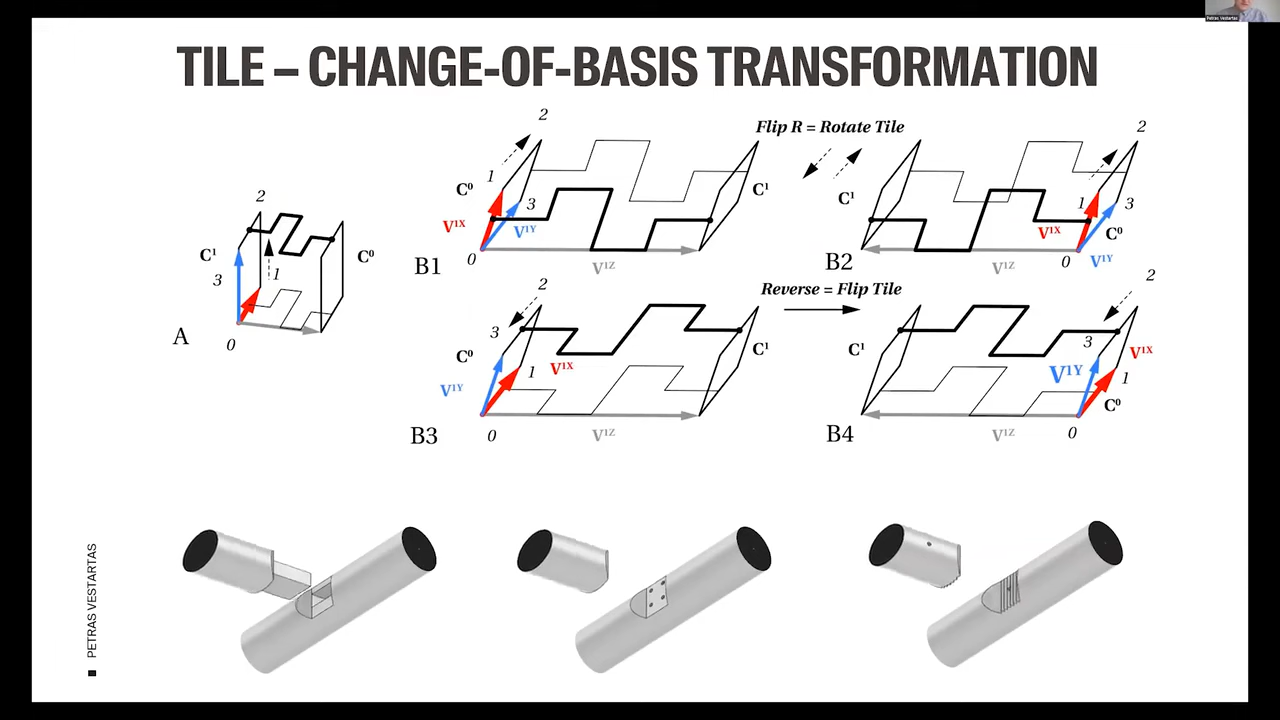 Petras Vestartas
TILE – CHANGE-OF-BASIS TRANSFORMATION
2
C¹
3
1
0
C⁰
A
2
1
C⁰
3
V¹ˣ
V¹ʸ
0
B1
V¹ᶻ
C¹
Flip R = Rotate Tile
2
C¹
1
3
V¹ˣ
C⁰
B2
V¹ᶻ
0
V¹ʸ
Reverse = Flip Tile
2
3
C⁰
1
V¹ˣ
V¹ʸ
B3
0
V¹ᶻ
C¹
2
C¹
3
V¹ˣ
V¹ʸ
1
C⁰
B4
V¹ᶻ
0
PETRAS VESTARTAS